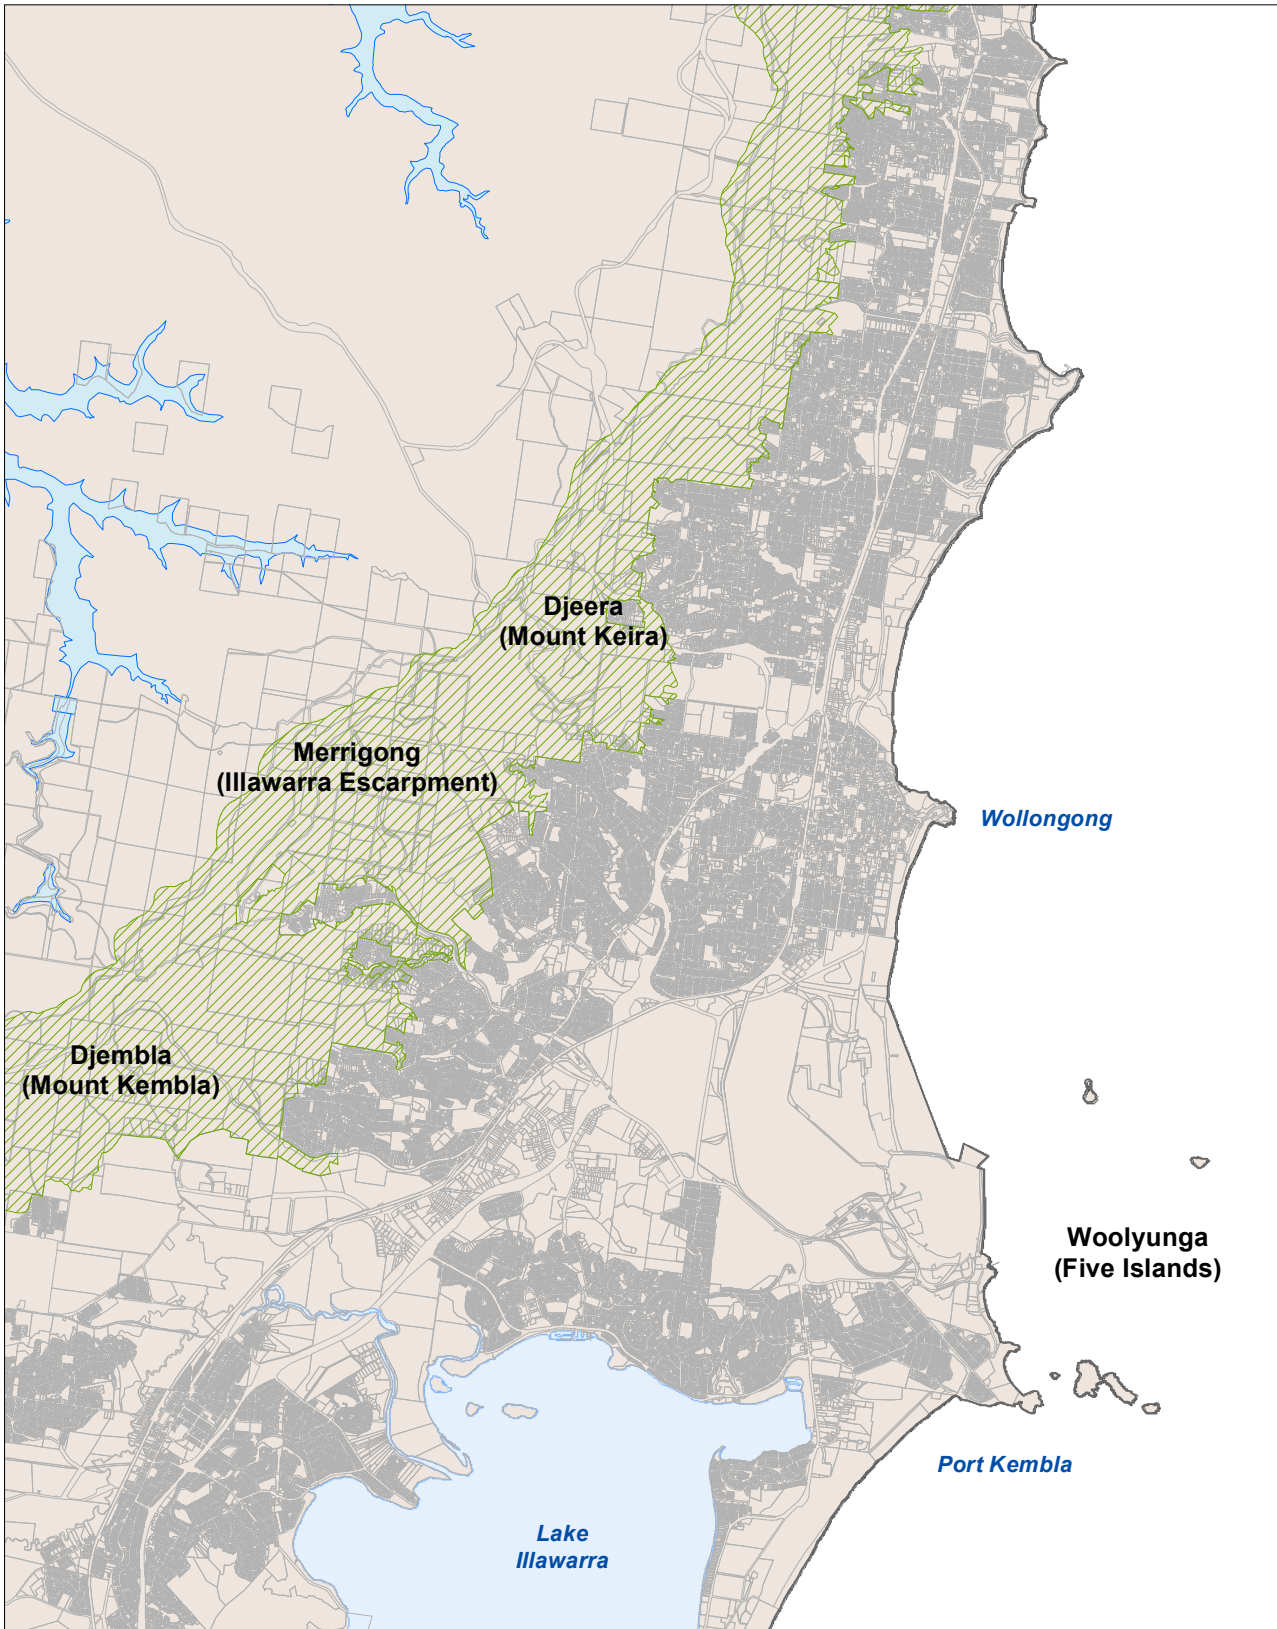 Djeera
(Mount Keira)
Merrigong
(Illawarra Escarpment)
Wollongong
Djembla
(Mount Kembla)
Woolyunga
(Five Islands)
Port Kembla
Lake
Illawarra